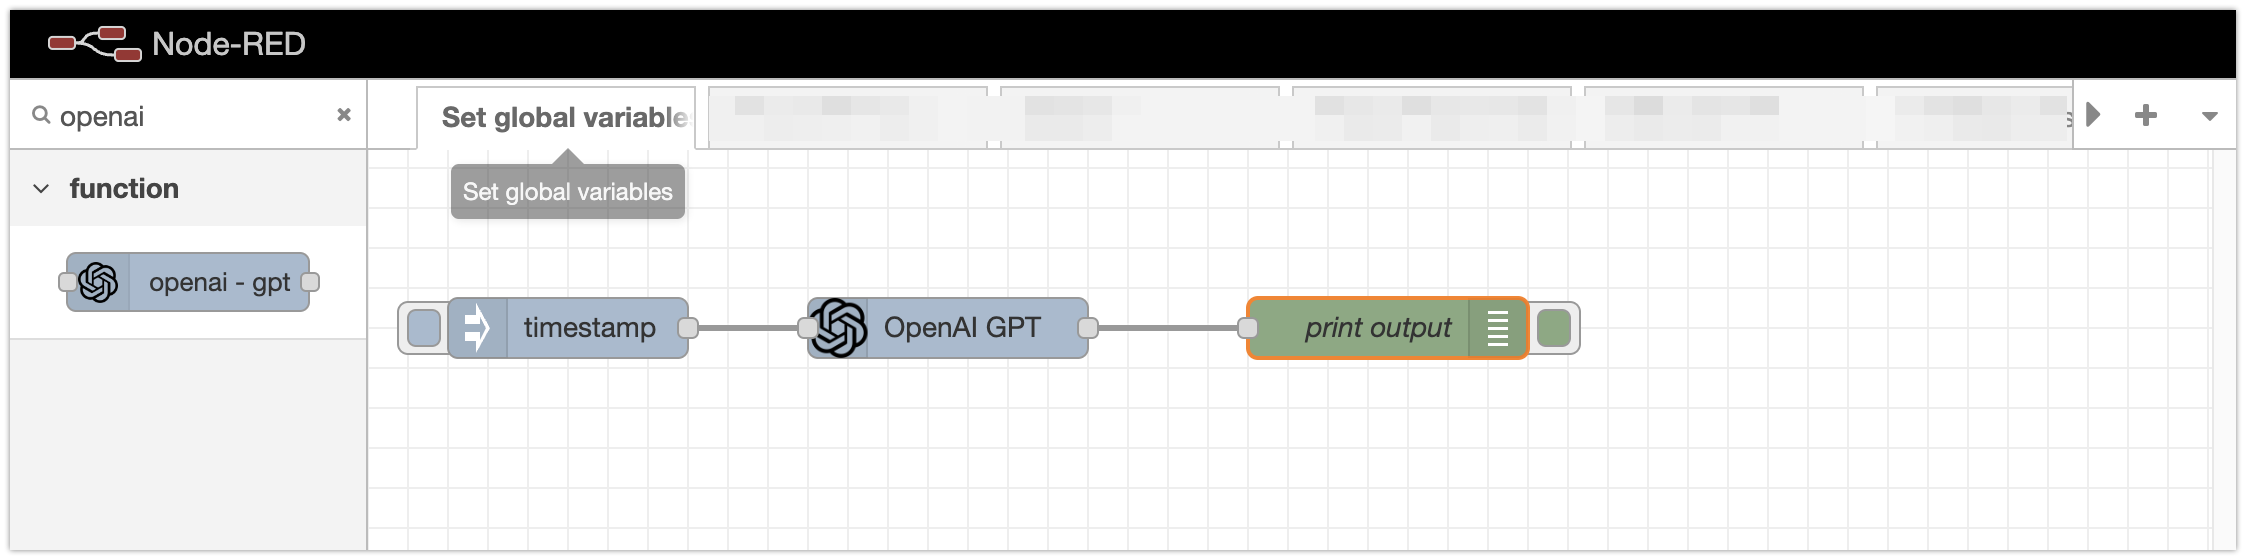 Node-RED
openai
Set global variable
Set global variables
function
openai - gpt
timestamp
OpenAI GPT
print output